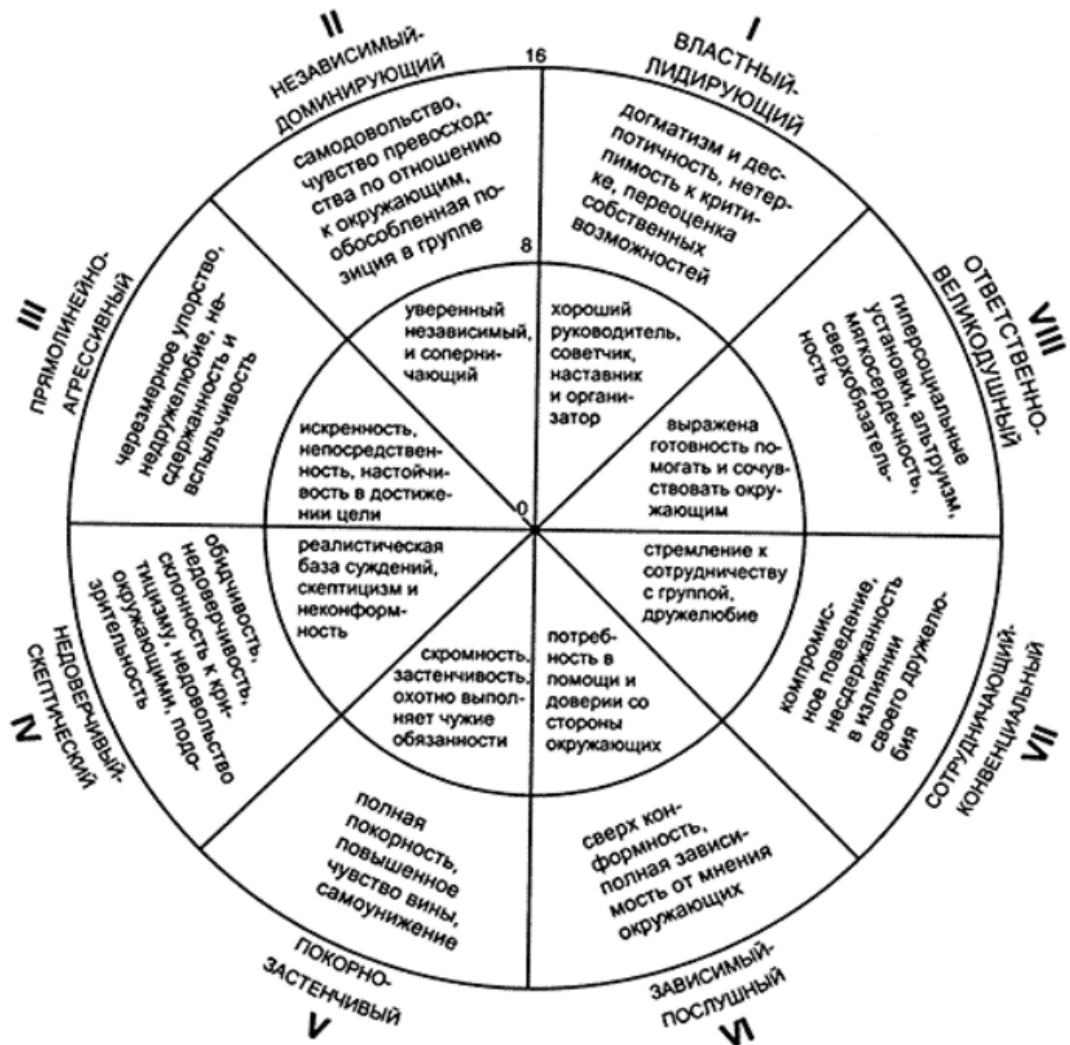 I
ВЛАСТНЫЙ-
ЛИДИРУЮЩИЙ
догматизм и дес-
потичность, нетер-
пимость к крити-
ке, переоценка
собственных
возможностей
хороший
руководитель,
советчик,
наставник
и органи-
затор
II
НЕЗАВИСИМЫЙ-
ДОМИНИРУЮЩИЙ
самодовольство,
чувство превосход-
ства по отношению
к окружающим,
обособленная по-
зиция в группе
уверенный
независимый,
и соперни-
чающий
III
ПРЯМОЛИНЕЙНО-
АГРЕССИВНЫЙ
черезмерное упорство,
недружелюбие, не-
сдержанность и
вспыльчивость
искренность,
непосредствен-
ность, настойчи-
вость в достиже-
нии цели
IV
НЕДОВЕРЧИВЫЙ-
СКЕПТИЧЕСКИЙ
обидчивость,
недоверчивость,
склонность к кри-
тицизму, недовольство
окружающими, подо-
зрительность
реалистическая
база суждений,
скептицизм и
неконформ-
ность
V
ПОКОРНО-
ЗАСТЕНЧИВЫЙ
скромность,
застенчивость,
охотно выпол-
няет чужие
обязанности
полная
покорность,
повышенное
чувство вины,
самоунижение
VI
ЗАВИСИМЫЙ-
ПОСЛУШНЫЙ
потреб-
ность в
помощи и
доверии со
стороны
окружающих
сверх кон-
формность,
полная зависи-
мость от мнения
окружающих
VII
СОТРУДНИЧАЮЩИЙ-
КОНВЕНЦИАЛЬНЫЙ
стремление к
сотрудничеству
с группой,
дружелюбие
компромис-
ное поведение,
несдержанность
в излиянии
своего дружелю-
бия
VIII
ОТВЕТСТВЕННО-
ВЕЛИКОДУШНЫЙ
гиперсоциальные
установки, альтруизм,
мягкосердечность,
сверхобязатель-
ность
выражена
готовность по-
могать и сочув-
ствовать окру-
жающим
16
8
0